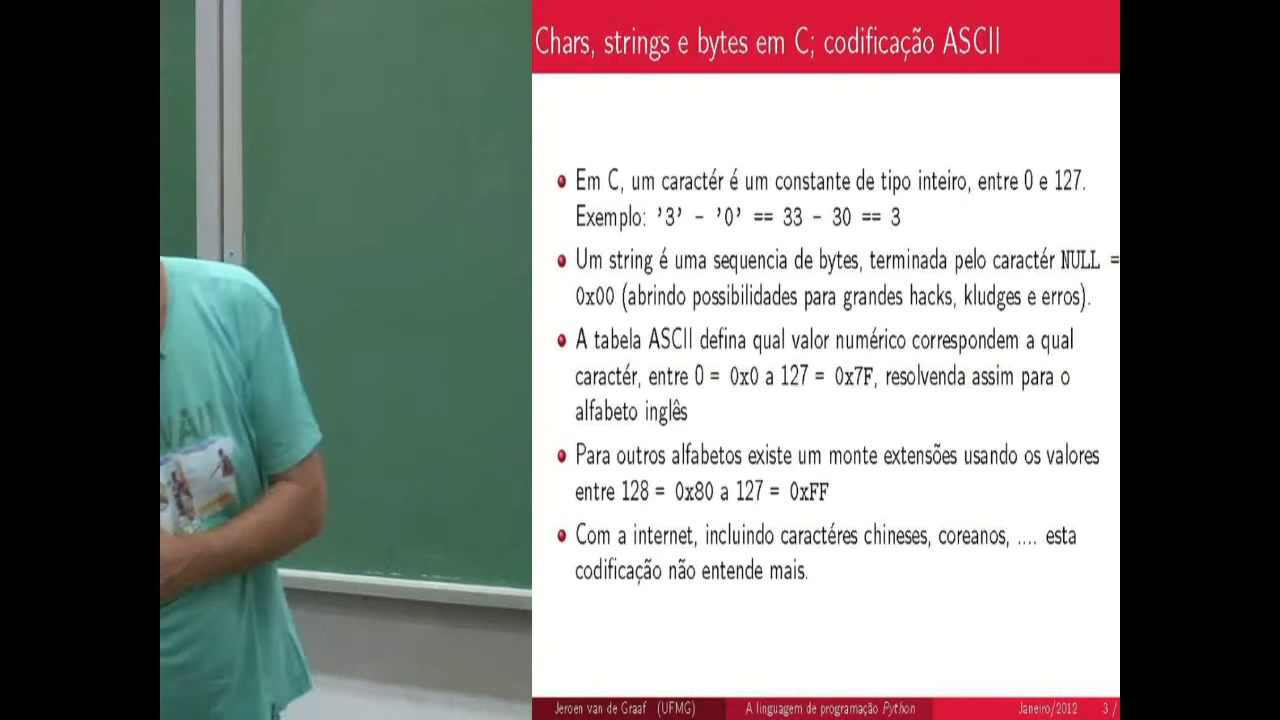 Chars, strings e bytes em C; codificação ASCII
Em C, um caractér é um constante de tipo inteiro, entre 0 e 127.
Exemplo: '3' - '0' == 33 - 30 == 3
Um string é uma sequencia de bytes, terminada pelo caractér NULL =
0x00 (abrindo possibilidades para grandes hacks, kludges e erros).
A tabela ASCII defina qual valor numérico correspondem a qual
caractér, entre 0 = 0x0 a 127 = 0x7F, resolvenda assim para o
alfabeto inglês
Para outros alfabetos existe um monte extensões usando os valores
entre 128 = 0x80 a 127 = 0xFF
Com a internet, incluindo caractéres chineses, coreanos, .... esta
codificação não entende mais.
Jeroen van de Graaf (UFMG) A linguagem de programação Python Janeiro/2012 3 /